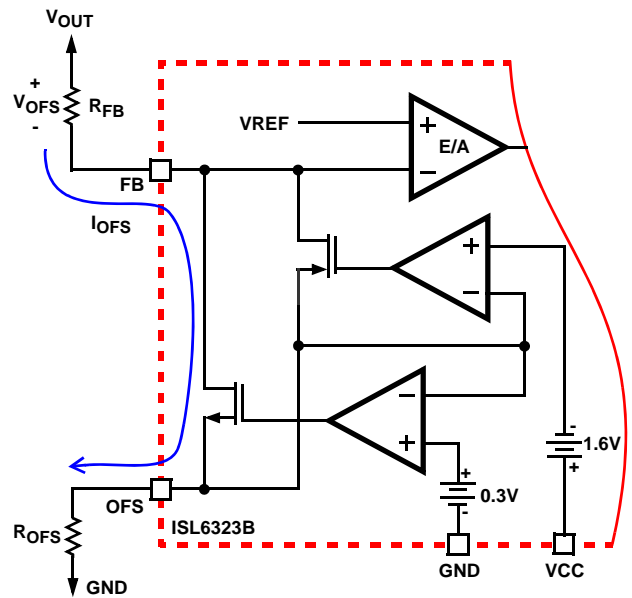 VOUT
+
VOFS
-
RFB
VREF
+
E/A
−
FB
IOFS
+
−
−
+
-
1.6V
+
+
0.3V
-
OFS
ISL6323B
ROFS
GND
GND
VCC